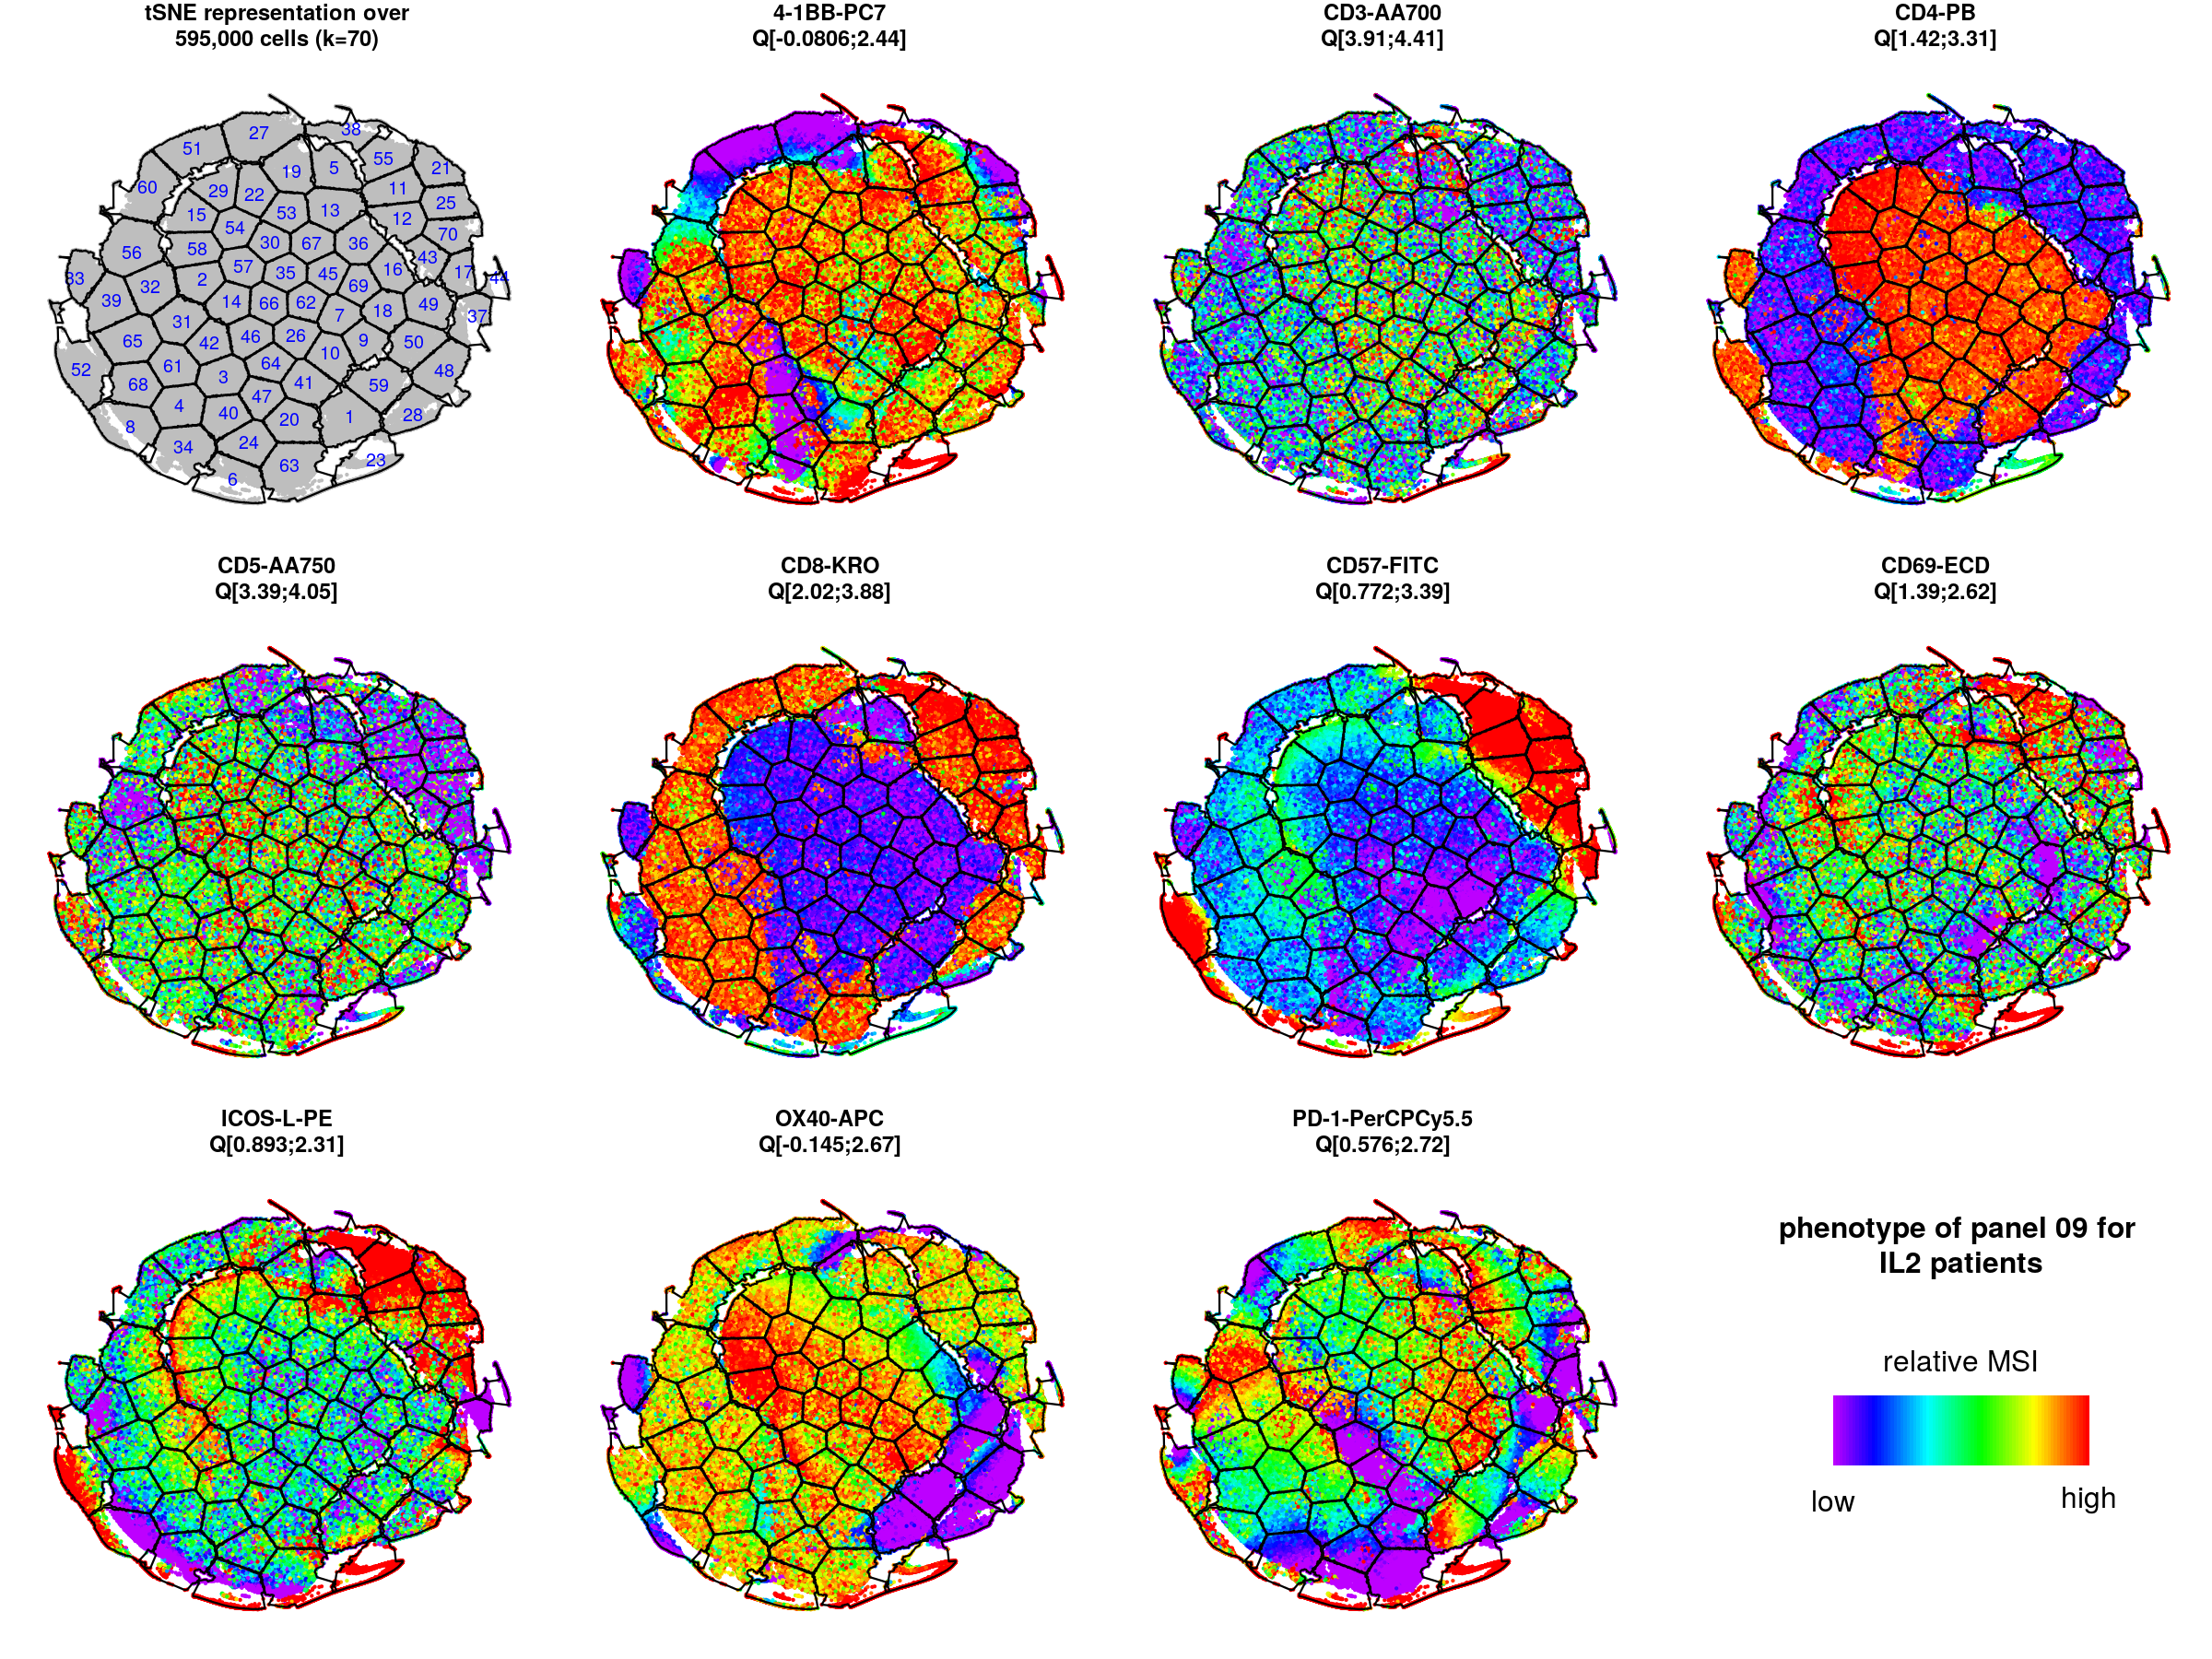 tSNE representation over
595,000 cells (k=70)
4-1BB-PC7
Q[-0.0806;2.44]
CD3-AA700
Q[3.91;4.41]
CD4-PB
Q[1.42;3.31]
38
27
51
55
21
19
5
60
29
22
11
25
15
53
13
12
54
70
30
67
36
58
56
43
57
35
45
16
17
44
33
2
32
69
39
14
66
62
49
18
7
37
31
46
26
65
42
9
50
10
64
61
52
3
48
68
41
59
47
4
40
20
1
28
8
24
34
63
23
6
CD5-AA750
Q[3.39;4.05]
CD8-KRO
Q[2.02;3.88]
CD57-FITC
Q[0.772;3.39]
CD69-ECD
Q[1.39;2.62]
ICOS-L-PE
Q[0.893;2.31]
OX40-APC
Q[-0.145;2.67]
PD-1-PerCPCy5.5
Q[0.576;2.72]
phenotype of panel 09 for
IL2 patients
relative MSI
low
high